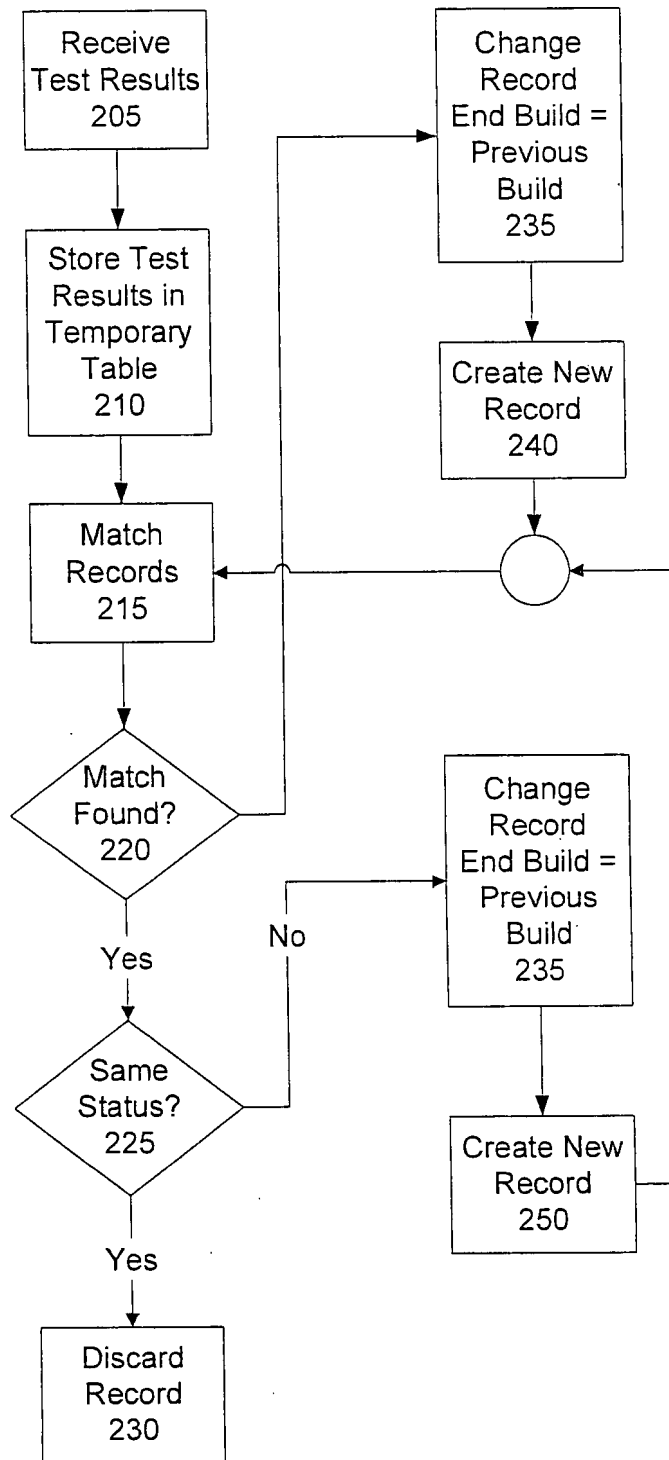 Receive
Test Results
205
Store Test
Results in
Temporary
Table
210
Match
Records
215
Match
Found?
220
Yes
Same
Status?
225
Yes
Discard
Record
230
No
Change
Record
End Build =
Previous
Build
235
Create New
Record
240
Change
Record
End Build =
Previous
Build
235
Create New
Record
250